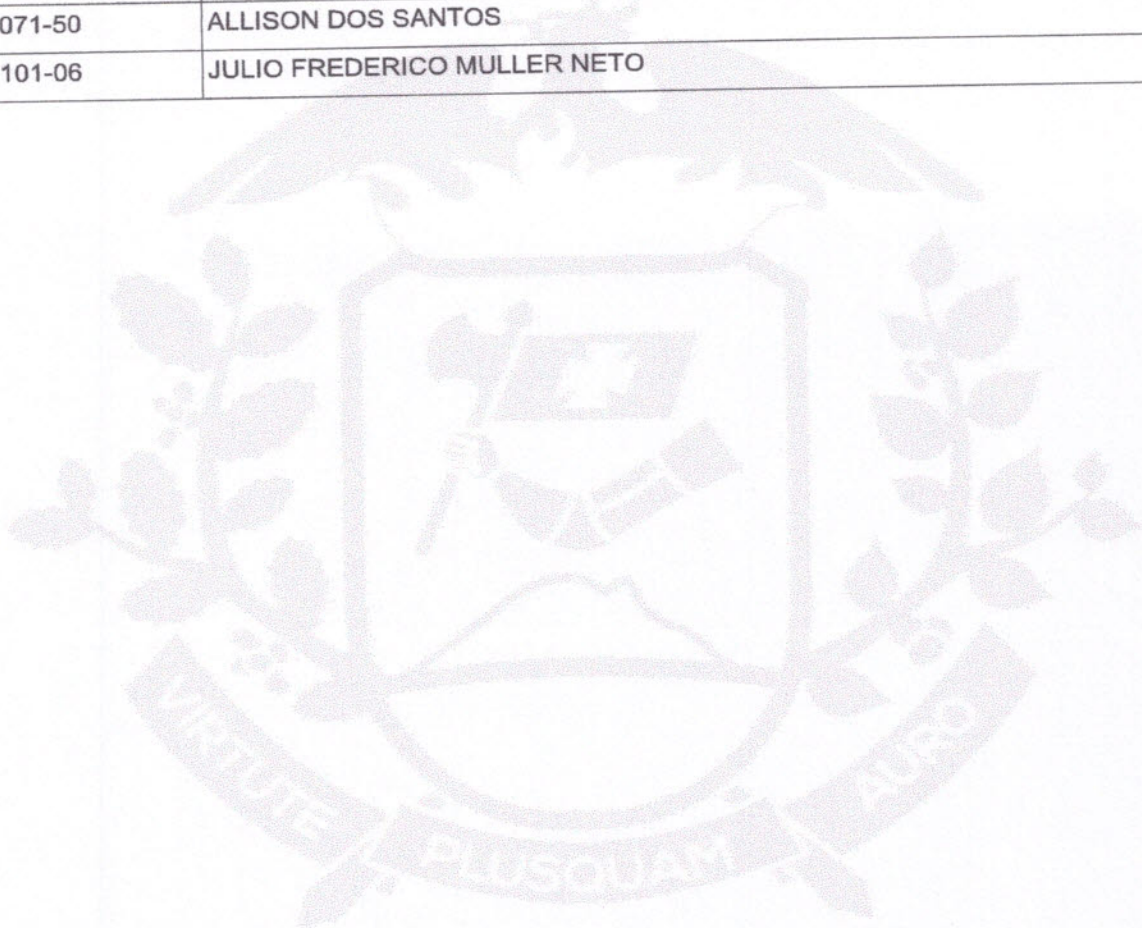 071-50 ALLISON DOS SANTOS
101-06 JULIO FREDERICO MULLER NETO
VIRTUTE PLUSQUAM AURO